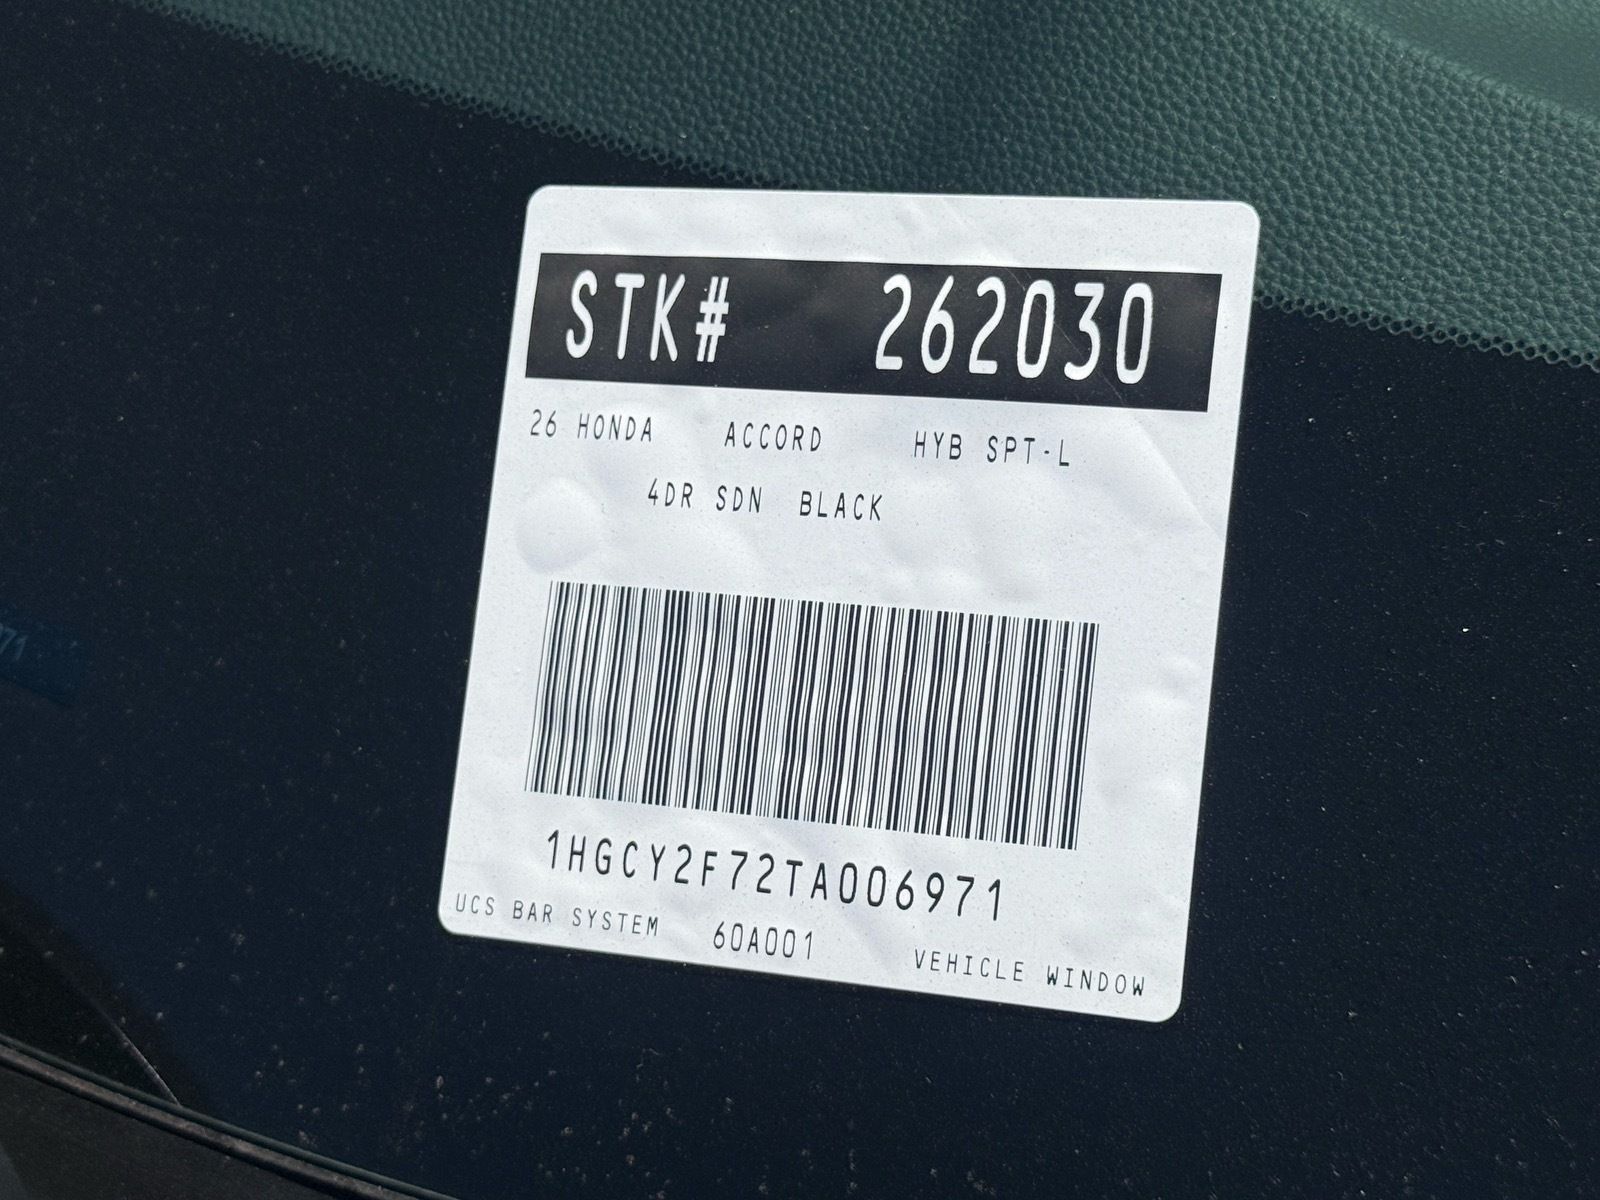 STK# 262030
26 HONDA ACCORD HYB SPT-L
4DR SDN BLACK
1HGCY2F72TA006971
UCS BAR SYSTEM 60A001 VEHICLE WINDOW